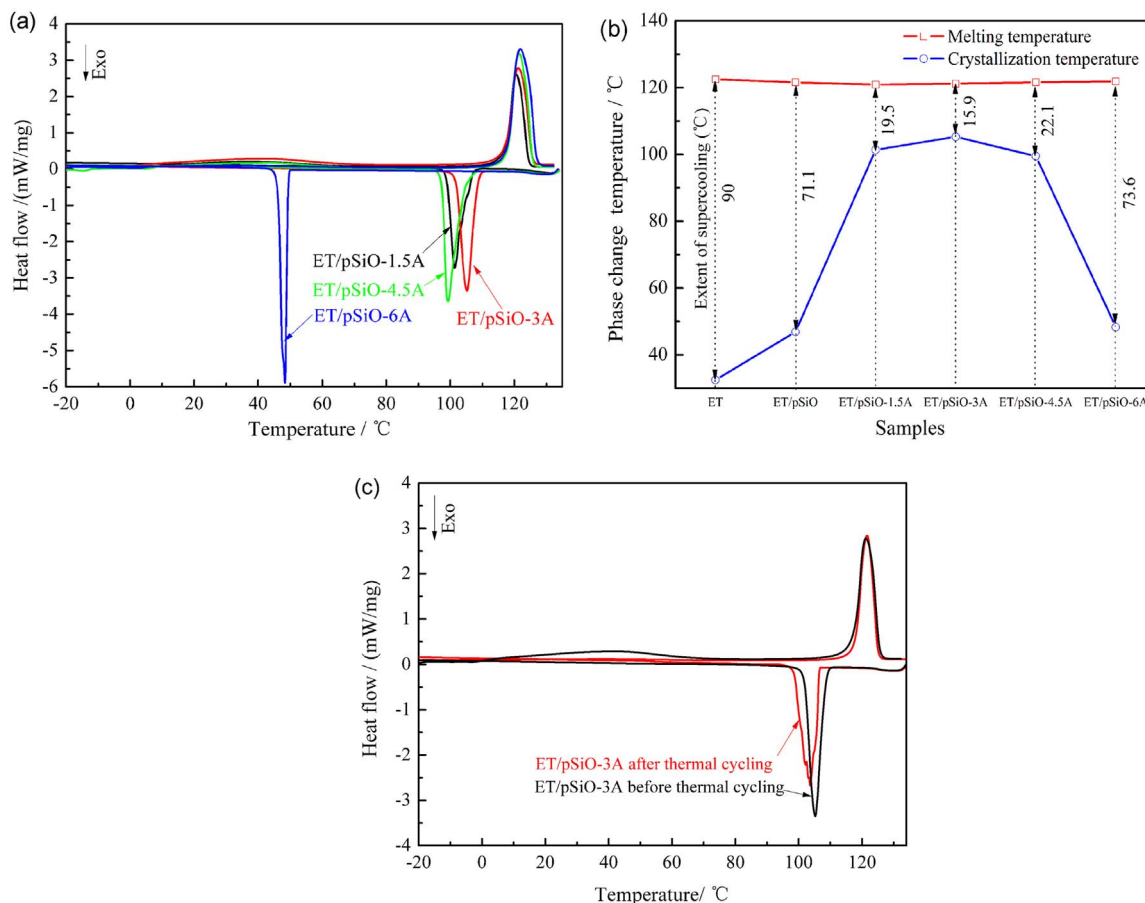 (a)
4
3
2
1
0
-1
-2
-3
-4
-5
-6
Heat flow /(mW/mg)
Exo
ET/pSiO-1.5A
ET/pSiO-4.5A
ET/pSiO-6A
ET/pSiO-3A
-20 0 20 40 60 80 100 120
Temperature / ℃
(b)
140
120
100
80
60
40
Phase change temperature / ℃
Melting temperature
Crystallization temperature
Extent of supercooling (℃)
90
71.1
19.5
15.9
22.1
73.6
ET ET/pSiO ET/pSiO-1.5A ET/pSiO-3A ET/pSiO-4.5A ET/pSiO-6A
Samples
(c)
4
3
2
1
0
-1
-2
-3
-4
Heat flow / (mW/mg)
Exo
ET/pSiO-3A after thermal cycling
ET/pSiO-3A before thermal cycling
-20 0 20 40 60 80 100 120
Temperature/ ℃